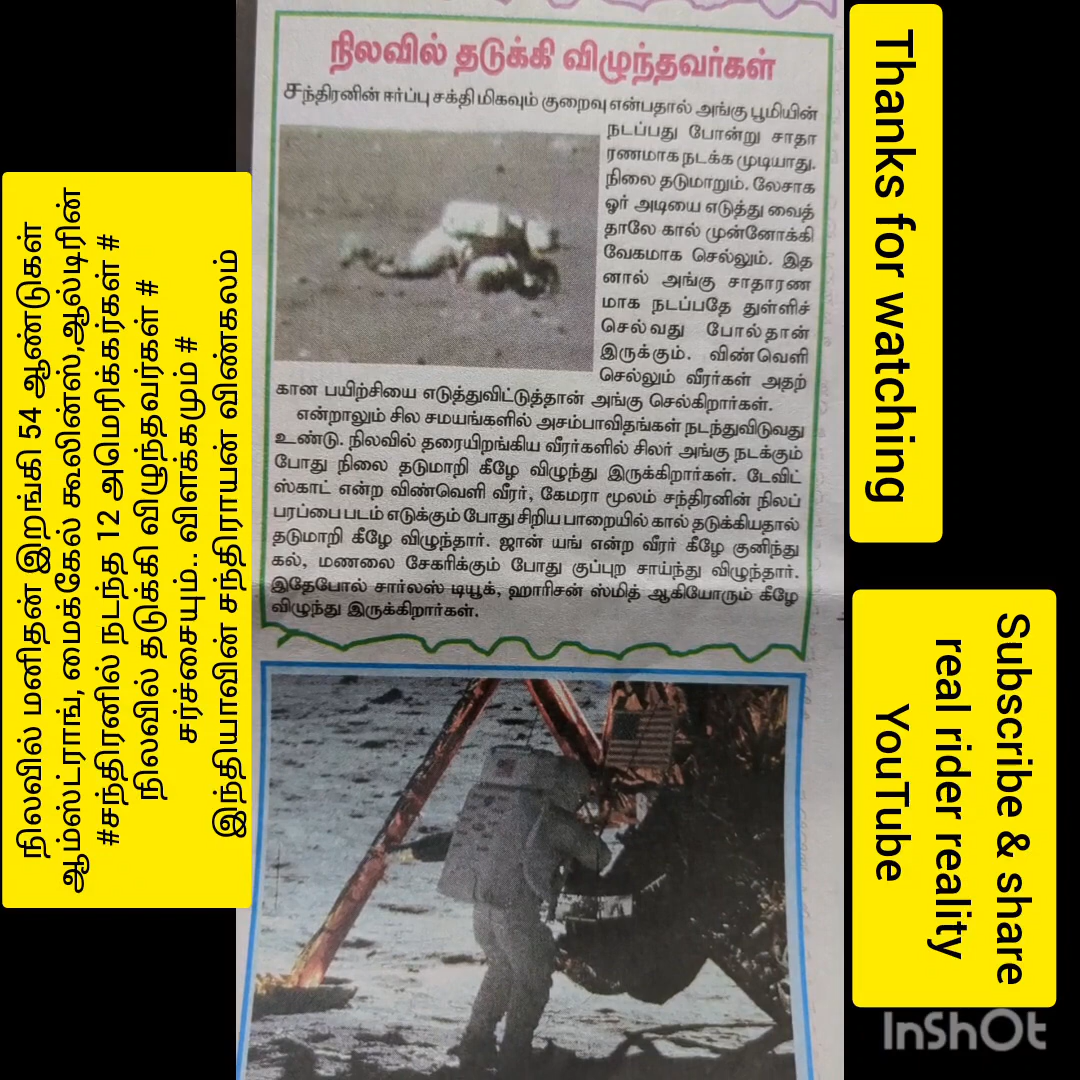 நிலவில் மனிதன் இறங்கி 54 ஆண்டுகள்
ஆம்ஸ்ட்ராங், மைக்கேல் கூலின்ஸ்,ஆல்டிரின்
#சந்திரனில் நடந்த 12 அமெரிக்கர்கள் #
நிலவில் தடுக்கி விழுந்தவர்கள் #
சர்ச்சையும்.. விளக்கமும் #
இந்தியாவின் சந்திராயன் விண்கலம்
நிலவில் தடுக்கி விழுந்தவர்கள்
சந்திரனின் ஈர்ப்பு சக்தி மிகவும் குறைவு என்பதால் அங்கு பூமியின்
நடப்பது போன்று சாதா
ரணமாக நடக்க முடியாது.
நிலை தடுமாறும். லேசாக
ஓர் அடியை எடுத்து வைத்
தாலே கால் முன்னோக்கி
வேகமாக செல்லும். இத
னால் அங்கு சாதாரண
மாக நடப்பதே துள்ளிச்
செல்வது போல்தான்
இருக்கும். விண்வெளி
செல்லும் வீரர்கள் அதற்
கான பயிற்சியை எடுத்துவிட்டுத்தான் அங்கு செல்கிறார்கள்.
என்றாலும் சில சமயங்களில் அசம்பாவிதங்கள் நடந்துவிடுவது
உண்டு. நிலவில் தரையிறங்கிய வீரர்களில் சிலர் அங்கு நடக்கும்
போது நிலை தடுமாறி கீழே விழுந்து இருக்கிறார்கள். டேவிட்
ஸ்காட் என்ற விண்வெளி வீரர், கேமரா மூலம் சந்திரனின் நிலப்
பரப்பை படம் எடுக்கும் போது சிறிய பாறையில் கால் தடுக்கியதால்
தடுமாறி கீழே விழுந்தார். ஜான் யங் என்ற வீரர் கீழே குனிந்து
கல், மணலை சேகரிக்கும் போது குப்புற சாய்ந்து விழுந்தார்.
இதேபோல் சார்லஸ் டியூக், ஹாரிசன் ஸ்மித் ஆகியோரும் கீழே
விழுந்து இருக்கிறார்கள்.
Thanks for watching
Subscribe & share
real rider reality
YouTube
InShOt